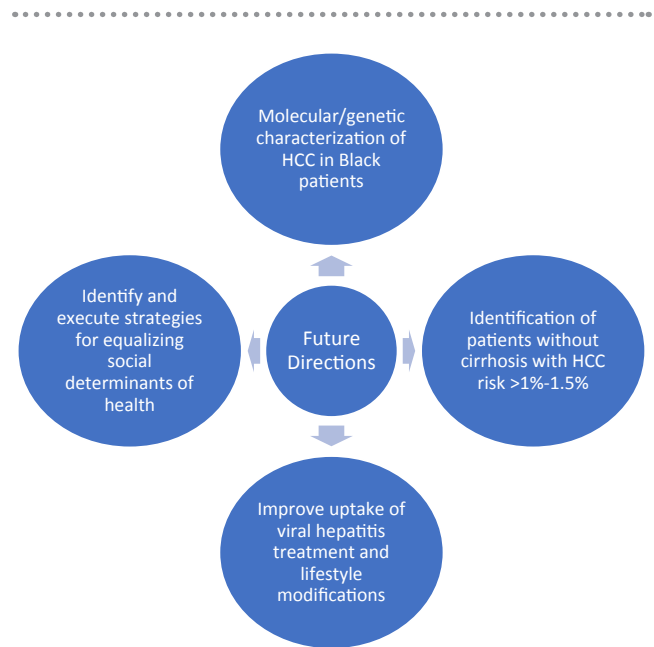 Molecular/genetic
characterization of
HCC in Black
patients
Identify and
execute strategies
for equalizing
social
determinants of
health
Future
Directions
Identification of
patients without
cirrhosis with HCC
risk >1%-1.5%
Improve uptake of
viral hepatitis
treatment and
lifestyle
modifications